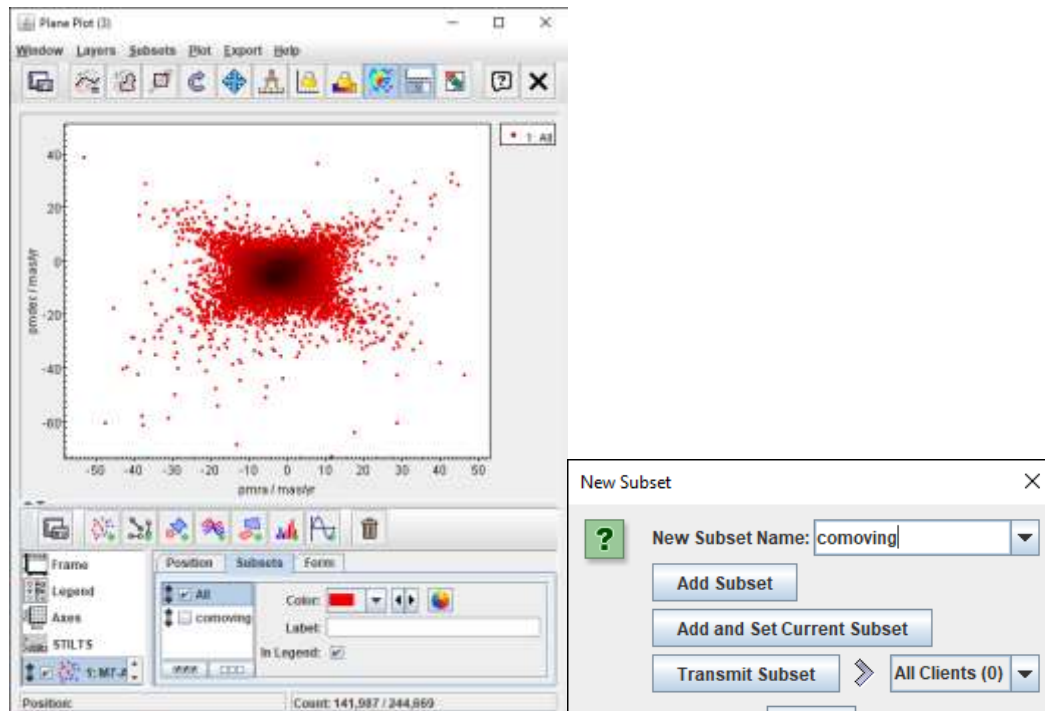 Plane Plot (3)
Window Layers Subsets Plot Export Help
1: All
40
20
0
-20
-40
-60
pmdec / mas/yr
-50 -40 -30 -20 -10 0 10 20 30 40 50
pmra / mas/yr
Frame
Legend
Axes
STILTS
Position Subsets Form
All
comoving
Color:
Label:
In Legend:
Position:
Count: 141,987 / 244,669
New Subset
New Subset Name: comoving
Add Subset
Add and Set Current Subset
Transmit Subset
All Clients (0)